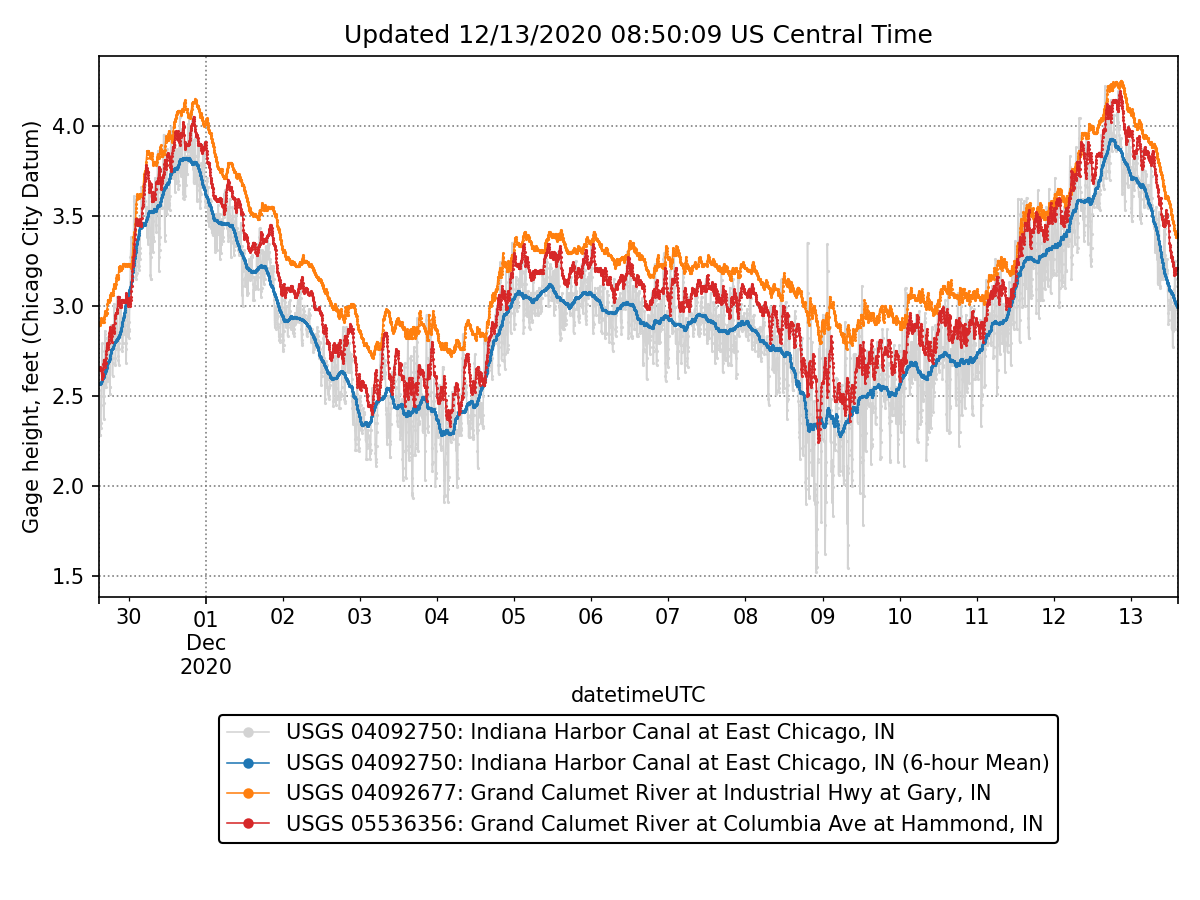 Updated 12/13/2020 08:50:09 US Central Time
Gage height, feet (Chicago City Datum)
4.0
3.5
3.0
2.5
2.0
1.5
30 01 02 03 04 05 06 07 08 09 10 11 12 13
Dec
2020
datetimeUTC
USGS 04092750: Indiana Harbor Canal at East Chicago, IN
USGS 04092750: Indiana Harbor Canal at East Chicago, IN (6-hour Mean)
USGS 04092677: Grand Calumet River at Industrial Hwy at Gary, IN
USGS 05536356: Grand Calumet River at Columbia Ave at Hammond, IN